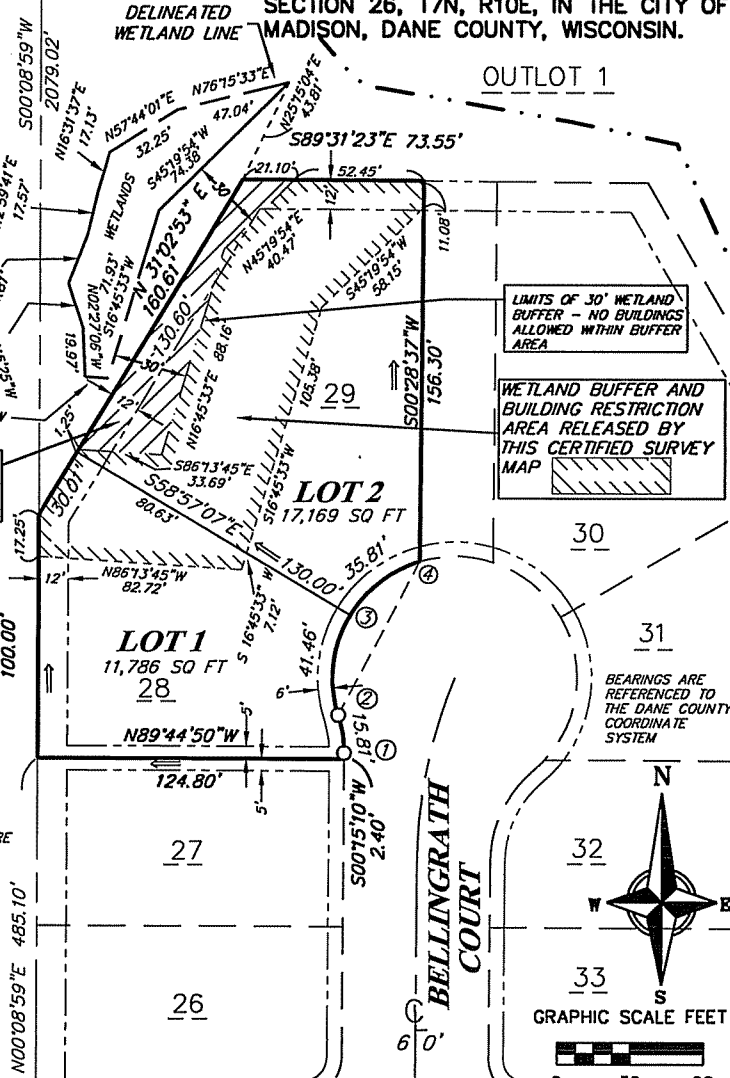 DELINEATED
WETLAND LINE
SECTION 26, T7N, R10E, IN THE CITY OF
MADISON, DANE COUNTY, WISCONSIN.
OUTLOT 1
S00°08'59"W
2079.02'
N16°31'37"E
17.13'
N57°44'01"E
32.25'
N76°15'33"E
47.04'
N25°15'04"E
43.81'
S45°19'54"W
74.38'
S89°31'23"E 73.55'
21.10'
52.45'
12'
11.08'
17.57'
WETLANDS
N02°27'06"W
19.97'
71.93'
S16°45'33"W
N 31°02'53" E
160.61'
130.60'
30'
30'
12'
N45°19'54"E
40.47'
S45°19'54"W
58.15'
88.16'
N16°45'33"E
105.38'
S16°45'33"W
29
S00°28'37"W
156.30'
LIMITS OF 30' WETLAND
BUFFER - NO BUILDINGS
ALLOWED WITHIN BUFFER
AREA
WETLAND BUFFER AND
BUILDING RESTRICTION
AREA RELEASED BY
THIS CERTIFIED SURVEY
MAP
1.25'
30.01'
S86°13'45"E
33.69'
S58°57'07"E
80.63'
130.00'
LOT 2
17,169 SQ FT
30
17.25'
12'
N86°13'45"W
82.72'
S 16°45'33" W
7.12'
35.81'
④
③
41.46'
6'
②
15.81'
①
100.00'
LOT 1
11,786 SQ FT
28
5'
N89°44'50"W
124.80'
5'
S00°15'10"W
2.40'
31
BEARINGS ARE
REFERENCED TO
THE DANE COUNTY
COORDINATE
SYSTEM
27
BELLINGRATH
COURT
32
N
W
E
S
N00°08'59"E 485.10'
26
60'
33
GRAPHIC SCALE FEET